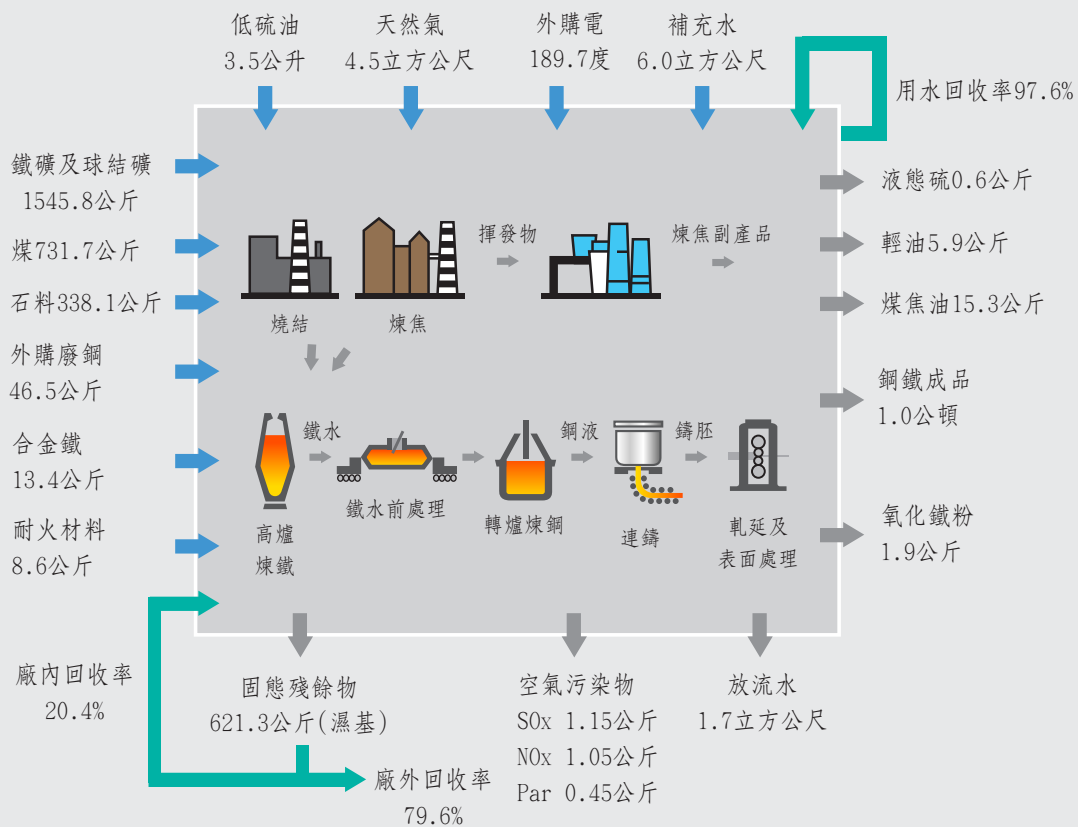 低硫油
3.5公升
天然氣
4.5立方公尺
外購電
189.7度
補充水
6.0立方公尺
用水回收率97.6%
鐵礦及球結礦
1545.8公斤
煤731.7公斤
石料338.1公斤
外購廢鋼
46.5公斤
合金鐵
13.4公斤
耐火材料
8.6公斤
燒結
煉焦
揮發物
煉焦副產品
高爐
煉鐵
鐵水
鐵水前處理
轉爐煉鋼
鋼液
連鑄
鑄胚
軋延及
表面處理
液態硫0.6公斤
輕油5.9公斤
煤焦油15.3公斤
鋼鐵成品
1.0公頓
氧化鐵粉
1.9公斤
廠內回收率
20.4%
固態殘餘物
621.3公斤(濕基)
廠外回收率
79.6%
空氣污染物
SOx 1.15公斤
NOx 1.05公斤
Par 0.45公斤
放流水
1.7立方公尺